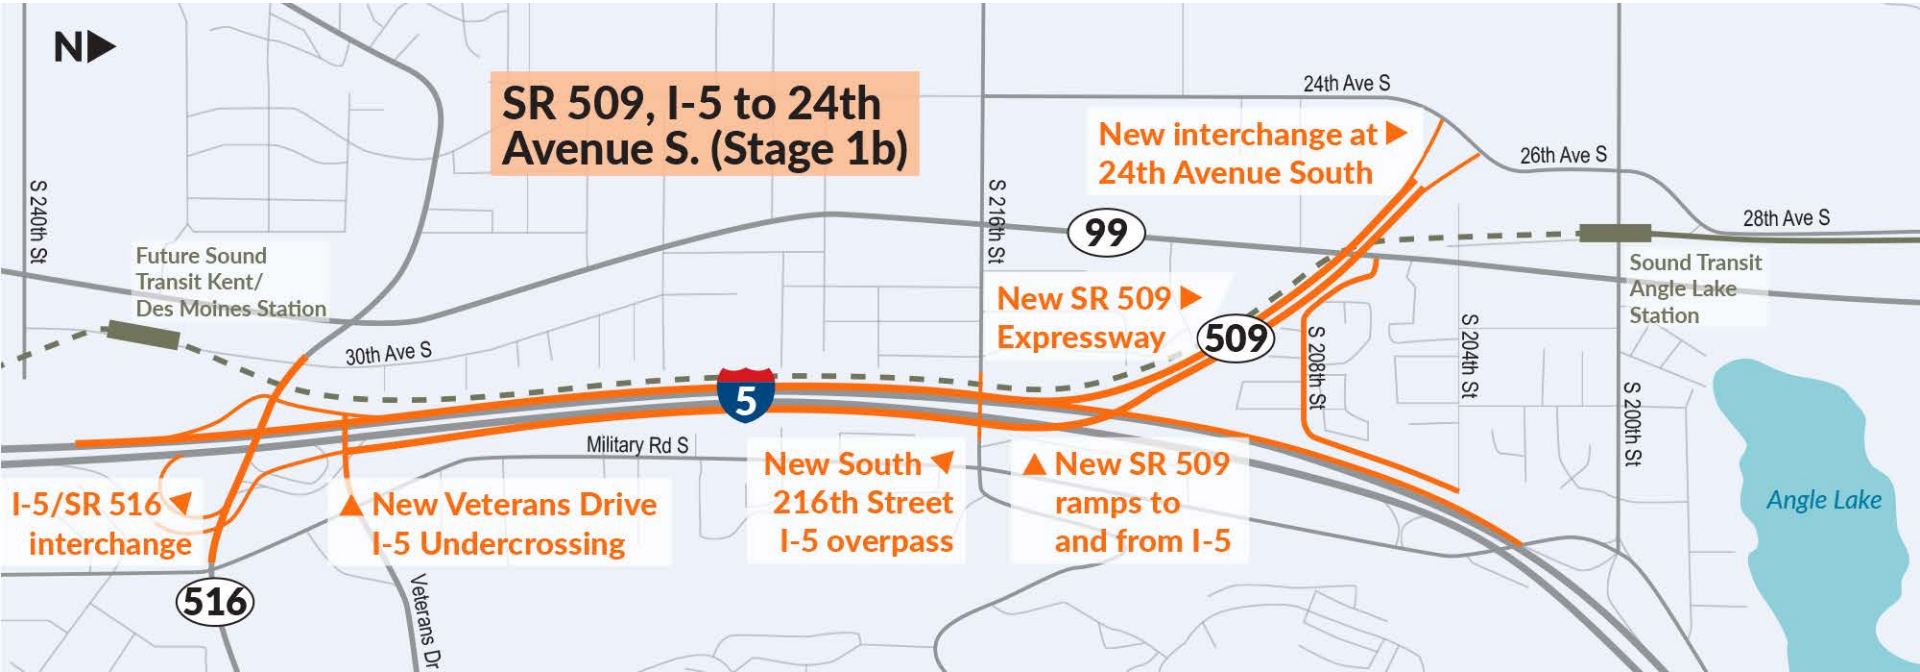 N
SR 509, I-5 to 24th
Avenue S. (Stage 1b)
24th Ave S
New interchange at
24th Avenue South
26th Ave S
28th Ave S
S 240th St
S 216th St
99
Future Sound
Transit Kent/
Des Moines Station
Sound Transit
Angle Lake
Station
New SR 509
Expressway
509
30th Ave S
S 208th St
S 204th St
S 200th St
5
Military Rd S
New South
216th Street
I-5 overpass
New SR 509
ramps to
and from I-5
I-5/SR 516
interchange
New Veterans Drive
I-5 Undercrossing
Angle Lake
516
Veterans Dr